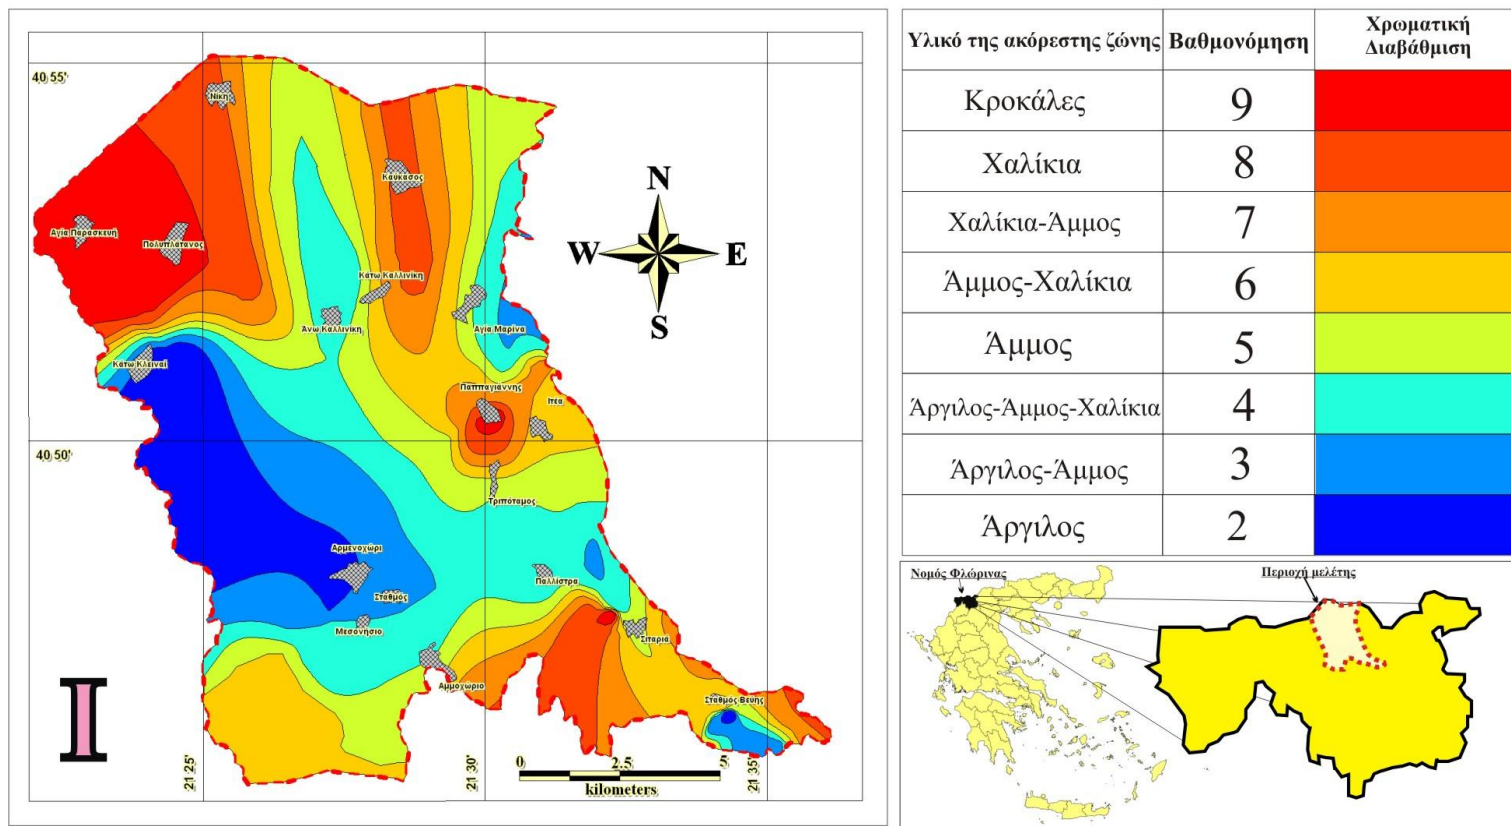 40 55'
Νίκη
Καύκασος
Αγία Παρασκευή
Πολυπλάτανος
Κάτω Καλλινίκη
Άνω Καλλινίκη
Αγία Μαρίνα
Κάτω Κλειναί
Παππαγιάννης
Ιτέα
40 50'
Τριπόταμος
Αρμενοχώρι
Παλλίστρα
Σταθμός
Μεσονήσιο
Σιταριά
Αμμοχώριο
Σταθμός Βεύης
21 25'
21 30'
21 35'
N
W E
S
0 2.5 5
kilometers
I
Υλικό της ακόρεστης ζώνης Βαθμονόμηση Χρωματική
Διαβάθμιση
Κροκάλες 9
Χαλίκια 8
Χαλίκια-Άμμος 7
Άμμος-Χαλίκια 6
Άμμος 5
Άργιλος-Άμμος-Χαλίκια 4
Άργιλος-Άμμος 3
Άργιλος 2
Νομός Φλώρινας
Περιοχή μελέτης